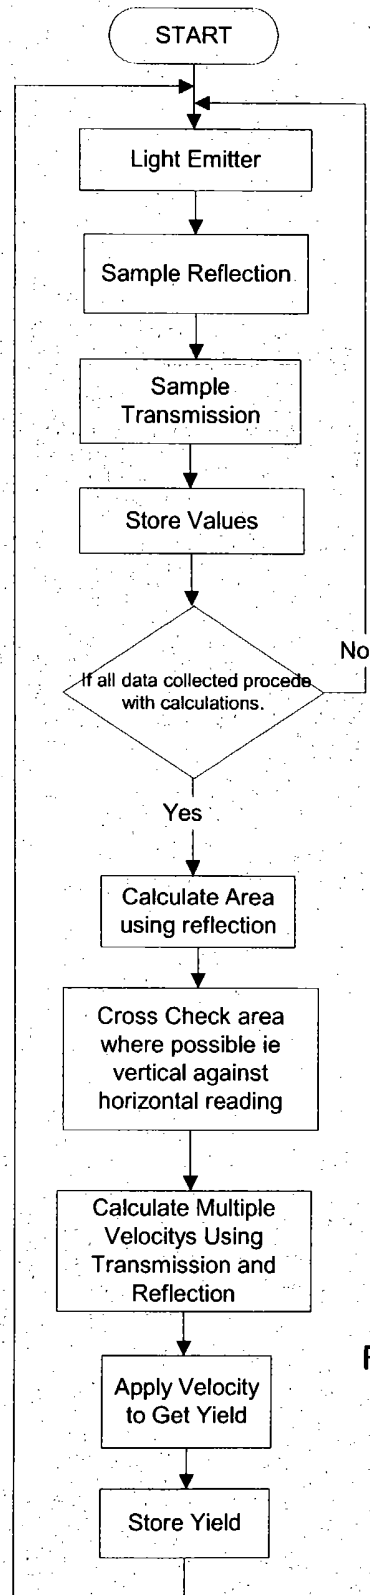 START
Light Emitter
Sample Reflection
Sample
Transmission
Store Values
If all data collected procede
with calculations.
No
Yes
Calculate Area
using reflection
Cross Check area
where possible ie
vertical against
horizontal reading
Calculate Multiple
Velocitys Using
Transmission and
Reflection
Apply Velocity
to Get Yield
Store Yield